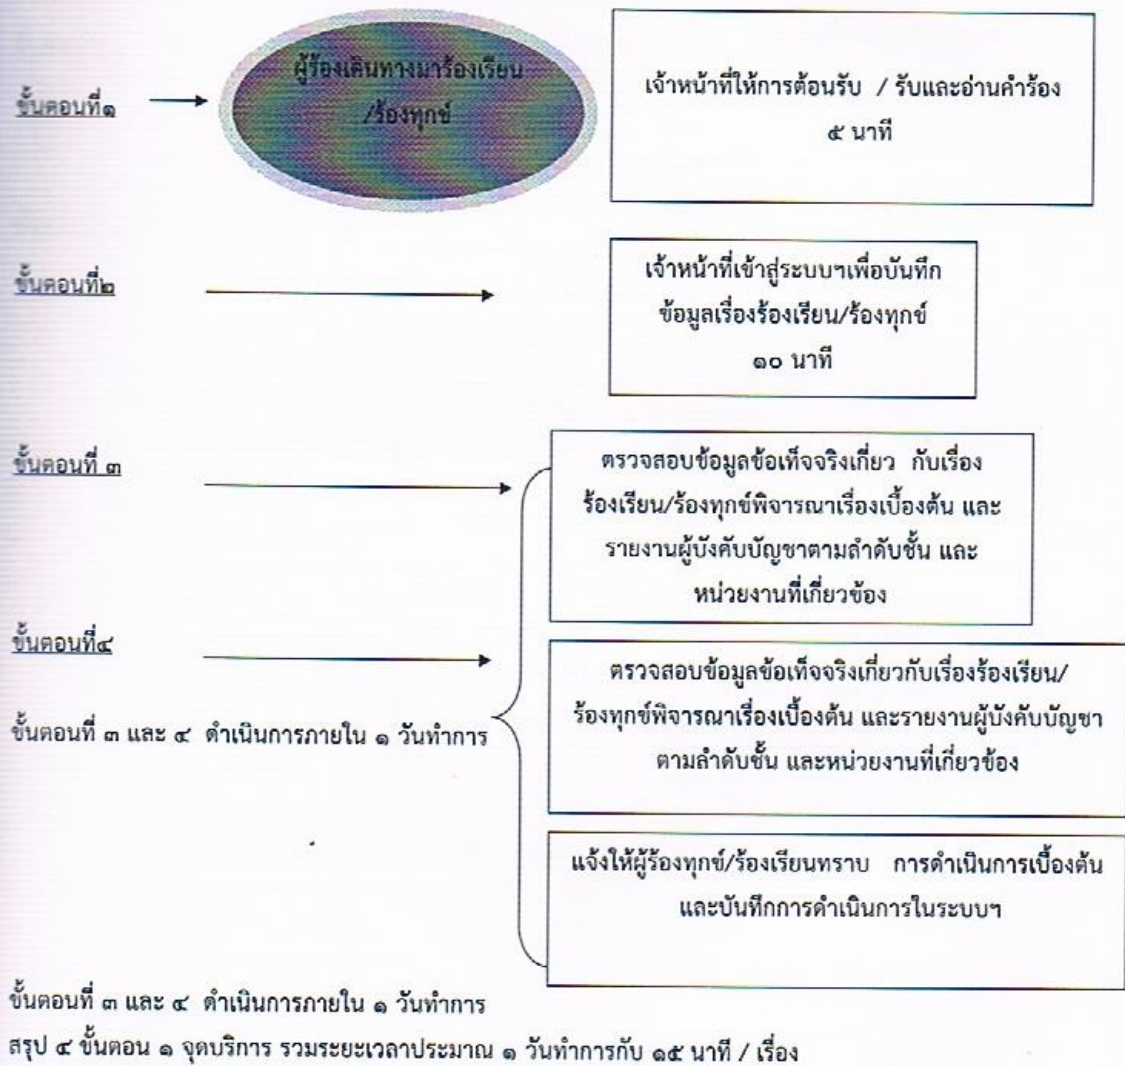 ขั้นตอนที่๑
ผู้ร้องเดินทางมาร้องเรียน
/ร้องทุกข์
เจ้าหน้าที่ให้การต้อนรับ / รับและอ่านคำร้อง
๕ นาที
ขั้นตอนที่๒
เจ้าหน้าที่เข้าสู่ระบบฯเพื่อบันทึก
ข้อมูลเรื่องร้องเรียน/ร้องทุกข์
๑๐ นาที
ขั้นตอนที่ ๓
ตรวจสอบข้อมูลข้อเท็จจริงเกี่ยว กับเรื่อง
ร้องเรียน/ร้องทุกข์พิจารณาเรื่องเบื้องต้น และ
รายงานผู้บังคับบัญชาตามลำดับชั้น และ
หน่วยงานที่เกี่ยวข้อง
ขั้นตอนที่๔
ตรวจสอบข้อมูลข้อเท็จจริงเกี่ยวกับเรื่องร้องเรียน/
ร้องทุกข์พิจารณาเรื่องเบื้องต้น และรายงานผู้บังคับบัญชา
ตามลำดับชั้น และหน่วยงานที่เกี่ยวข้อง
ขั้นตอนที่ ๓ และ ๔ ดำเนินการภายใน ๑ วันทำการ
แจ้งให้ผู้ร้องทุกข์/ร้องเรียนทราบ การดำเนินการเบื้องต้น
และบันทึกการดำเนินการในระบบฯ
ขั้นตอนที่ ๓ และ ๔ ดำเนินการภายใน ๑ วันทำการ
สรุป ๔ ขั้นตอน ๑ จุดบริการ รวมระยะเวลาประมาณ ๑ วันทำการกับ ๑๕ นาที / เรื่อง